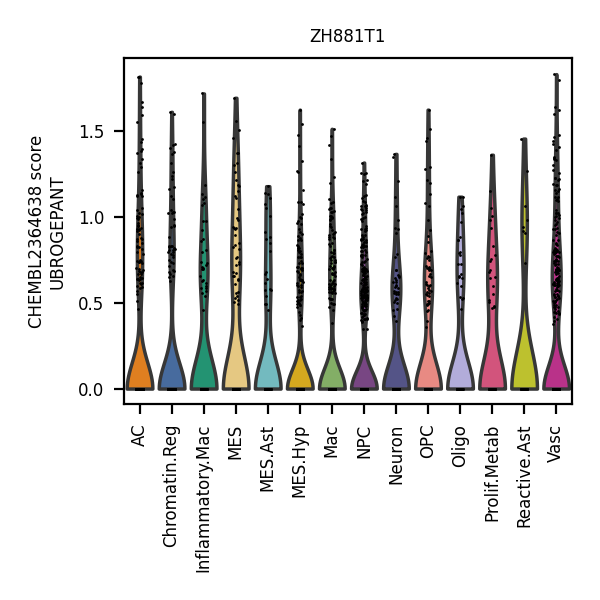 ZH881T1
CHEMBL2364638 score
UBROGEPANT
1.5
1.0
0.5
0.0
AC
Chromatin.Reg
Inflammatory.Mac
MES
MES.Ast
MES.Hyp
Mac
NPC
Neuron
OPC
Oligo
Prolif.Metab
Reactive.Ast
Vasc